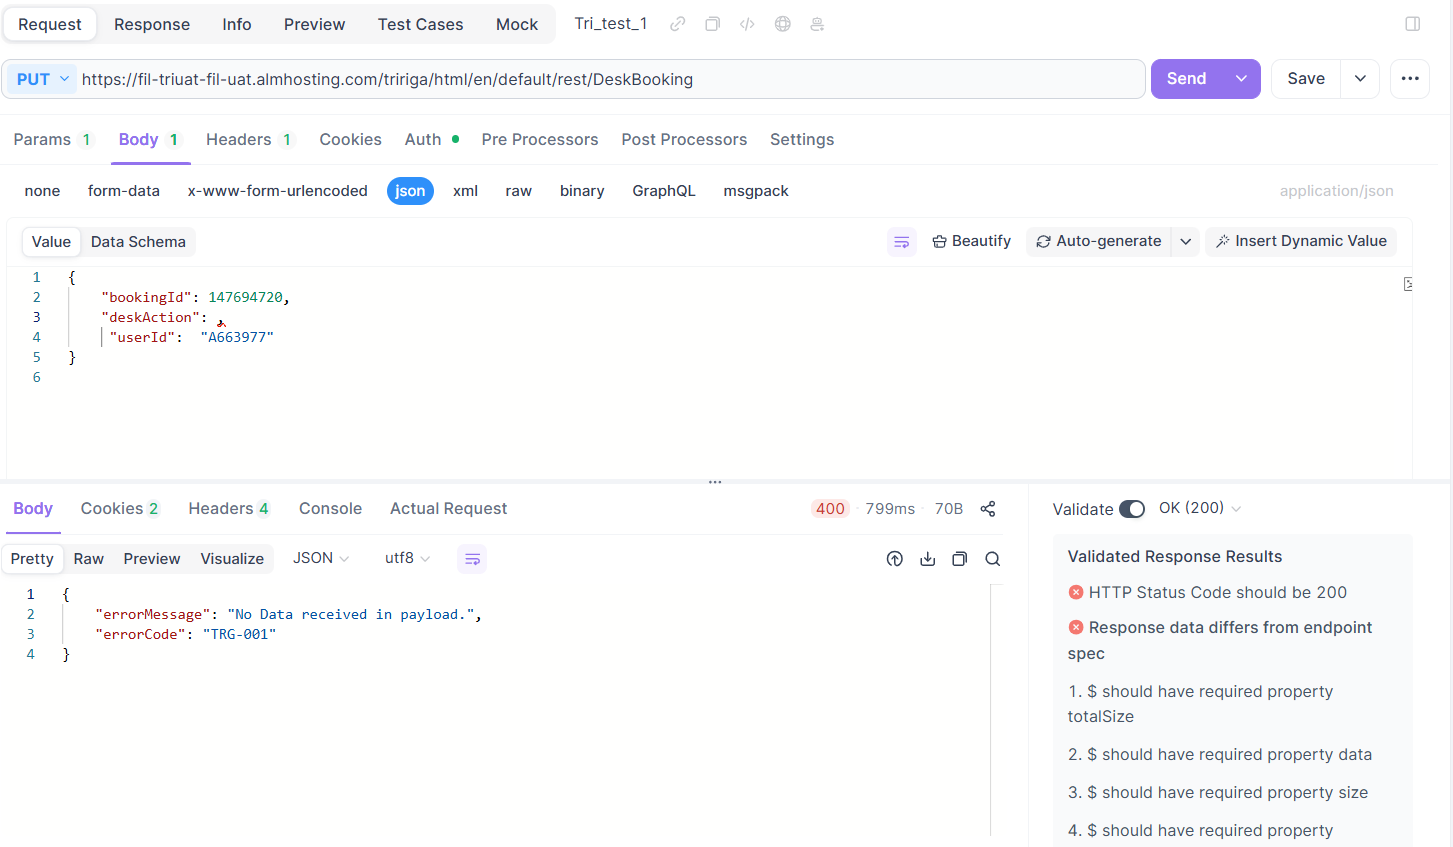 Request Response Info Preview Test Cases Mock Tri_test_1
PUT https://fil-triuat-fil-uat.almhosting.com/tririga/html/en/default/rest/DeskBooking Send Save
Params 1 Body 1 Headers 1 Cookies Auth Pre Processors Post Processors Settings
none form-data x-www-form-urlencoded json xml raw binary GraphQL msgpack application/json
Value Data Schema Beautify Auto-generate Insert Dynamic Value
1 {
2 "bookingId": 147694720,
3 "deskAction": ,
4 "userId": "A663977"
5 }
6
Body Cookies 2 Headers 4 Console Actual Request 400 799ms 70B
Pretty Raw Preview Visualize JSON utf8
1 {
2 "errorMessage": "No Data received in payload.",
3 "errorCode": "TRG-001"
4 }
Validate OK (200)
Validated Response Results
HTTP Status Code should be 200
Response data differs from endpoint
spec
1. $ should have required property
totalSize
2. $ should have required property data
3. $ should have required property size
4. $ should have required property